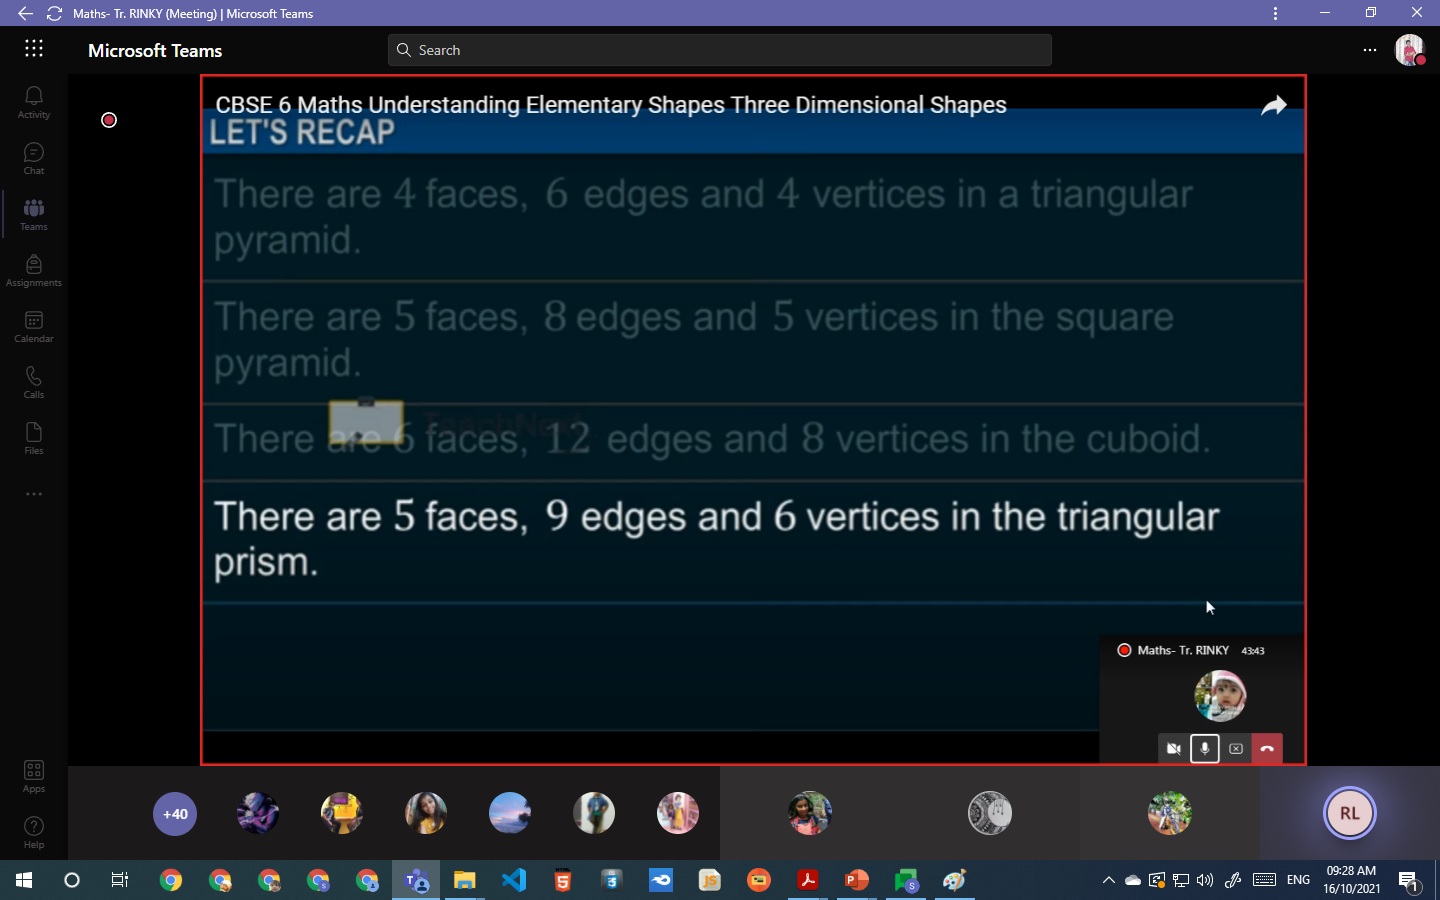 Maths- Tr. RINKY (Meeting) | Microsoft Teams
Microsoft Teams
Search
Activity
Chat
Teams
Assignments
Calendar
Calls
Files
Apps
Help
CBSE 6 Maths Understanding Elementary Shapes Three Dimensional Shapes
LET'S RECAP
There are 4 faces, 6 edges and 4 vertices in a triangular
pyramid.
There are 5 faces, 8 edges and 5 vertices in the square
pyramid.
TeachNext
There are 6 faces, 12 edges and 8 vertices in the cuboid.
There are 5 faces, 9 edges and 6 vertices in the triangular
prism.
Maths- Tr. RINKY 43:43
+40
RL
ENG
09:28 AM
16/10/2021
1